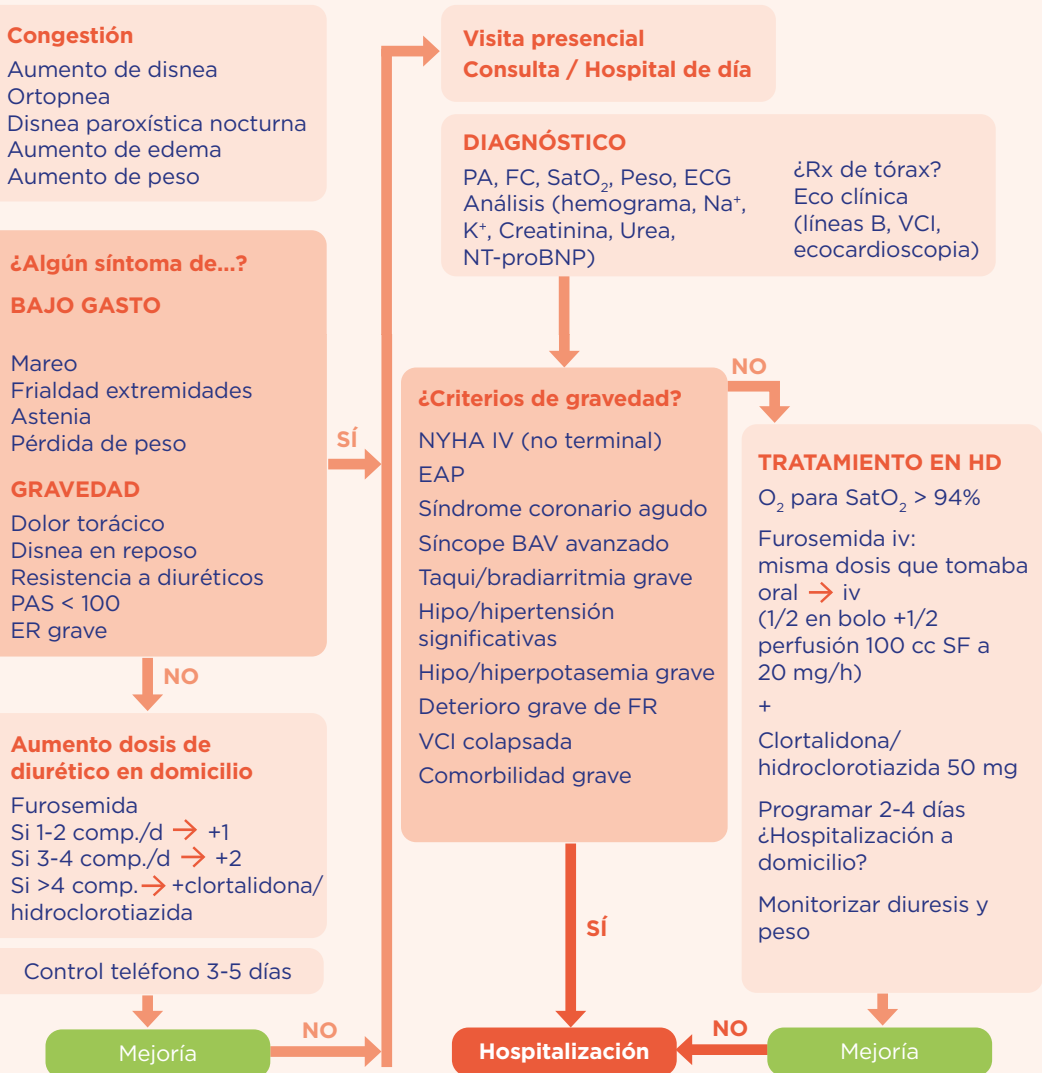 Congestión
Aumento de disnea
Ortopnea
Disnea paroxística nocturna
Aumento de edema
Aumento de peso
¿Algún síntoma de...?
BAJO GASTO
Mareo
Frialdad extremidades
Astenia
Pérdida de peso
GRAVEDAD
Dolor torácico
Disnea en reposo
Resistencia a diuréticos
PAS < 100
ER grave
SÍ
NO
Aumento dosis de
diurético en domicilio
Furosemida
Si 1-2 comp./d → +1
Si 3-4 comp./d → +2
Si >4 comp. → +clortalidona/
hidroclorotiazida
Control teléfono 3-5 días
Mejoría
NO
Visita presencial
Consulta / Hospital de día
DIAGNÓSTICO
PA, FC, SatO₂, Peso, ECG
Análisis (hemograma, Na⁺,
K⁺, Creatinina, Urea,
NT-proBNP)
¿Rx de tórax?
Eco clínica
(líneas B, VCI,
ecocardioscopia)
¿Criterios de gravedad?
NYHA IV (no terminal)
EAP
Síndrome coronario agudo
Síncope BAV avanzado
Taqui/bradiarritmia grave
Hipo/hipertensión
significativas
Hipo/hiperpotasemia grave
Deterioro grave de FR
VCI colapsada
Comorbilidad grave
SÍ
Hospitalización
NO
TRATAMIENTO EN HD
O₂ para SatO₂ > 94%
Furosemida iv:
misma dosis que tomaba
oral → iv
(1/2 en bolo +1/2
perfusión 100 cc SF a
20 mg/h)
+
Clortalidona/
hidroclorotiazida 50 mg
Programar 2-4 días
¿Hospitalización a
domicilio?
Monitorizar diuresis y
peso
Mejoría
NO